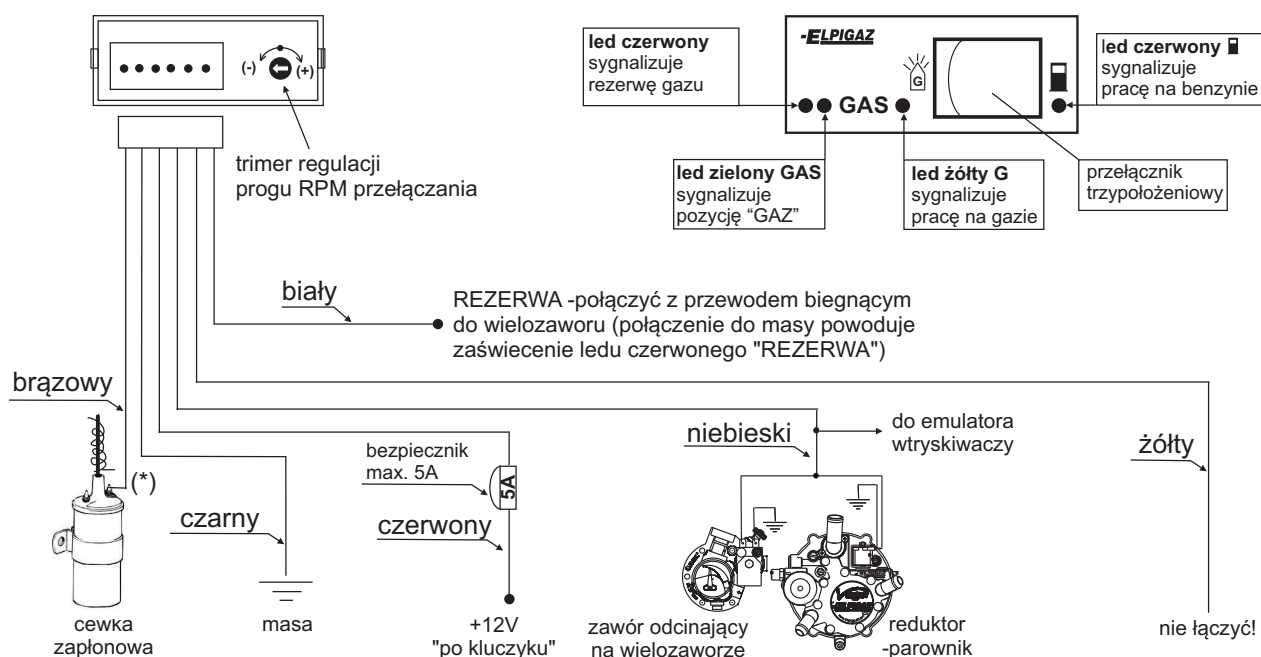 (-)
(+)
trimer regulacji
progu RPM przełączania
led czerwony
sygnalizuje
rezerwę gazu
-ELPIGAZ
G
GAS
led czerwony
sygnalizuje
pracę na benzynie
led zielony GAS
sygnalizuje
pozycję “GAZ”
led żółty G
sygnalizuje
pracę na gazie
przełącznik
trzypołożeniowy
biały
REZERWA -połączyć z przewodem biegnącym
do wielozaworu (połączenie do masy powoduje
zaświecenie ledu czerwonego "REZERWA")
brązowy
(*)
cewka
zapłonowa
czarny
masa
bezpiecznik
max. 5A
5A
czerwony
+12V
"po kluczyku"
niebieski
do emulatora
wtryskiwaczy
zawór odcinający
na wielozaworze
-ELPIGAZ
reduktor
-parownik
żółty
nie łączyć!